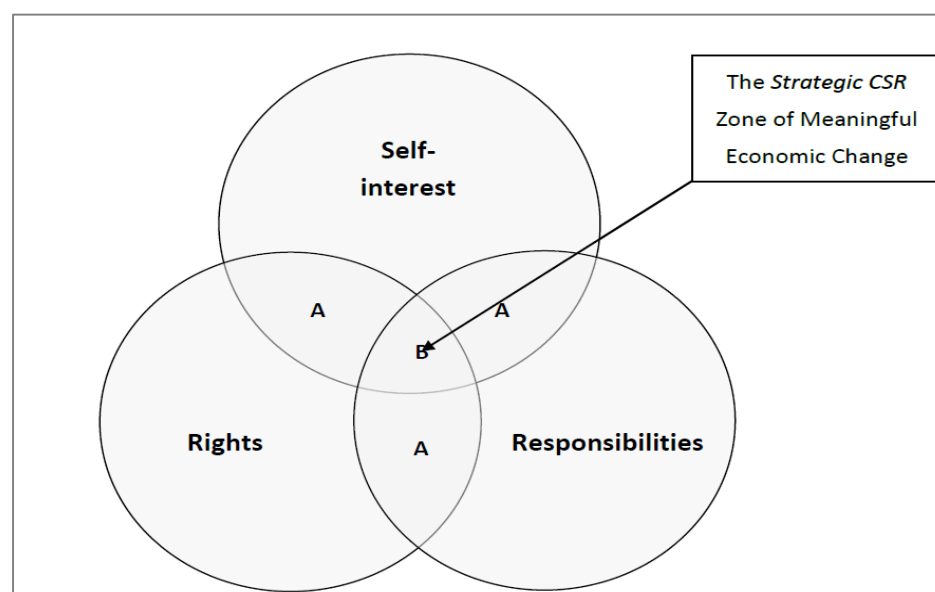 The Strategic CSR
Zone of Meaningful
Economic Change
Self-
interest
A
A
B
Rights
A
Responsibilities